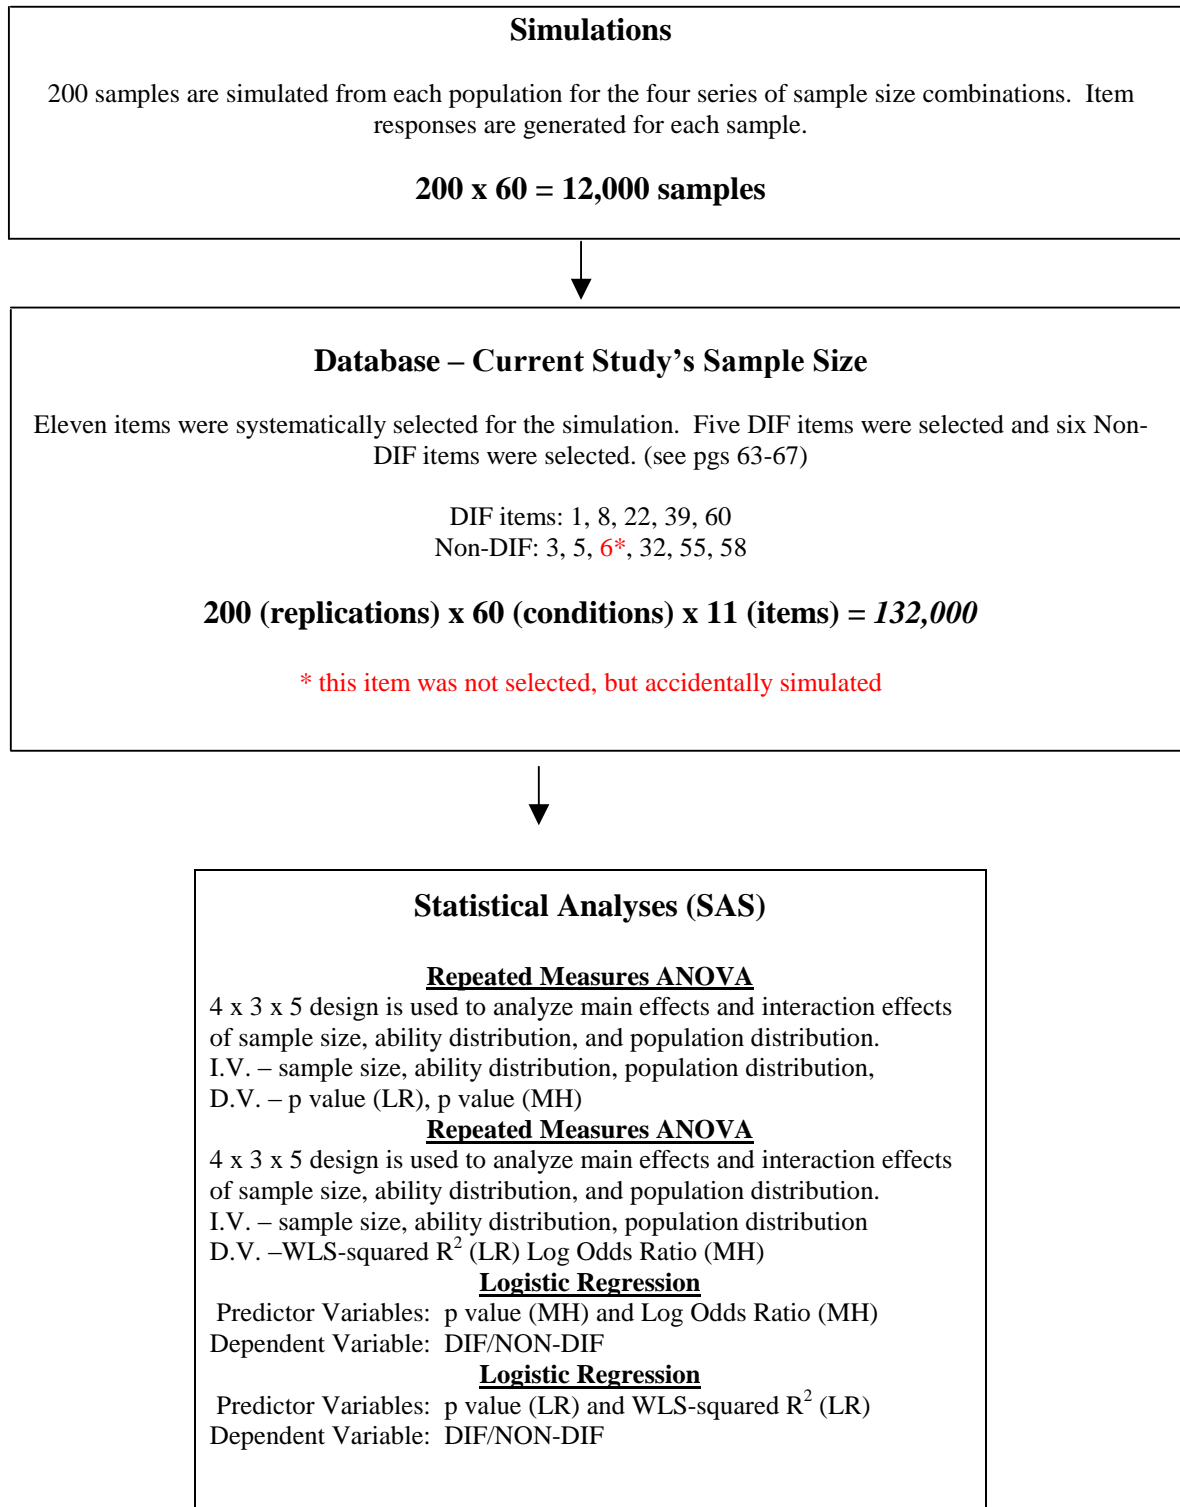 Simulations
200 samples are simulated from each population for the four series of sample size combinations.  Item
responses are generated for each sample.
200 x 60 = 12,000 samples
Database – Current Study's Sample Size
Eleven items were systematically selected for the simulation.  Five DIF items were selected and six Non-
DIF items were selected. (see pgs 63-67)
DIF items: 1, 8, 22, 39, 60
Non-DIF: 3, 5, 6*, 32, 55, 58
200 (replications) x 60 (conditions) x 11 (items) = 132,000
* this item was not selected, but accidentally simulated
Statistical Analyses (SAS)
Repeated Measures ANOVA
4 x 3 x 5 design is used to analyze main effects and interaction effects
of sample size, ability distribution, and population distribution.
I.V. – sample size, ability distribution, population distribution,
D.V. – p value (LR), p value (MH)
Repeated Measures ANOVA
4 x 3 x 5 design is used to analyze main effects and interaction effects
of sample size, ability distribution, and population distribution.
I.V. – sample size, ability distribution, population distribution
D.V. –WLS-squared R² (LR) Log Odds Ratio (MH)
Logistic Regression
Predictor Variables:  p value (MH) and Log Odds Ratio (MH)
Dependent Variable:  DIF/NON-DIF
Logistic Regression
Predictor Variables:  p value (LR) and WLS-squared R² (LR)
Dependent Variable:  DIF/NON-DIF